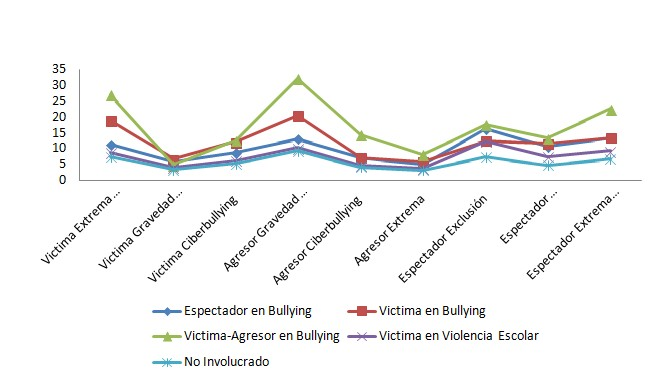 35
30
25
20
15
10
5
0
Victima Extrema...
Victima Gravedad...
Victima Ciberbullying
Agresor Gravedad...
Agresor Ciberbullying
Agresor Extrema
Espectador Exclusión
Espectador...
Espectador Extrema...
Espectador en Bullying
Victima en Bullying
Victima-Agresor en Bullying
Victima en Violencia Escolar
No Involucrado